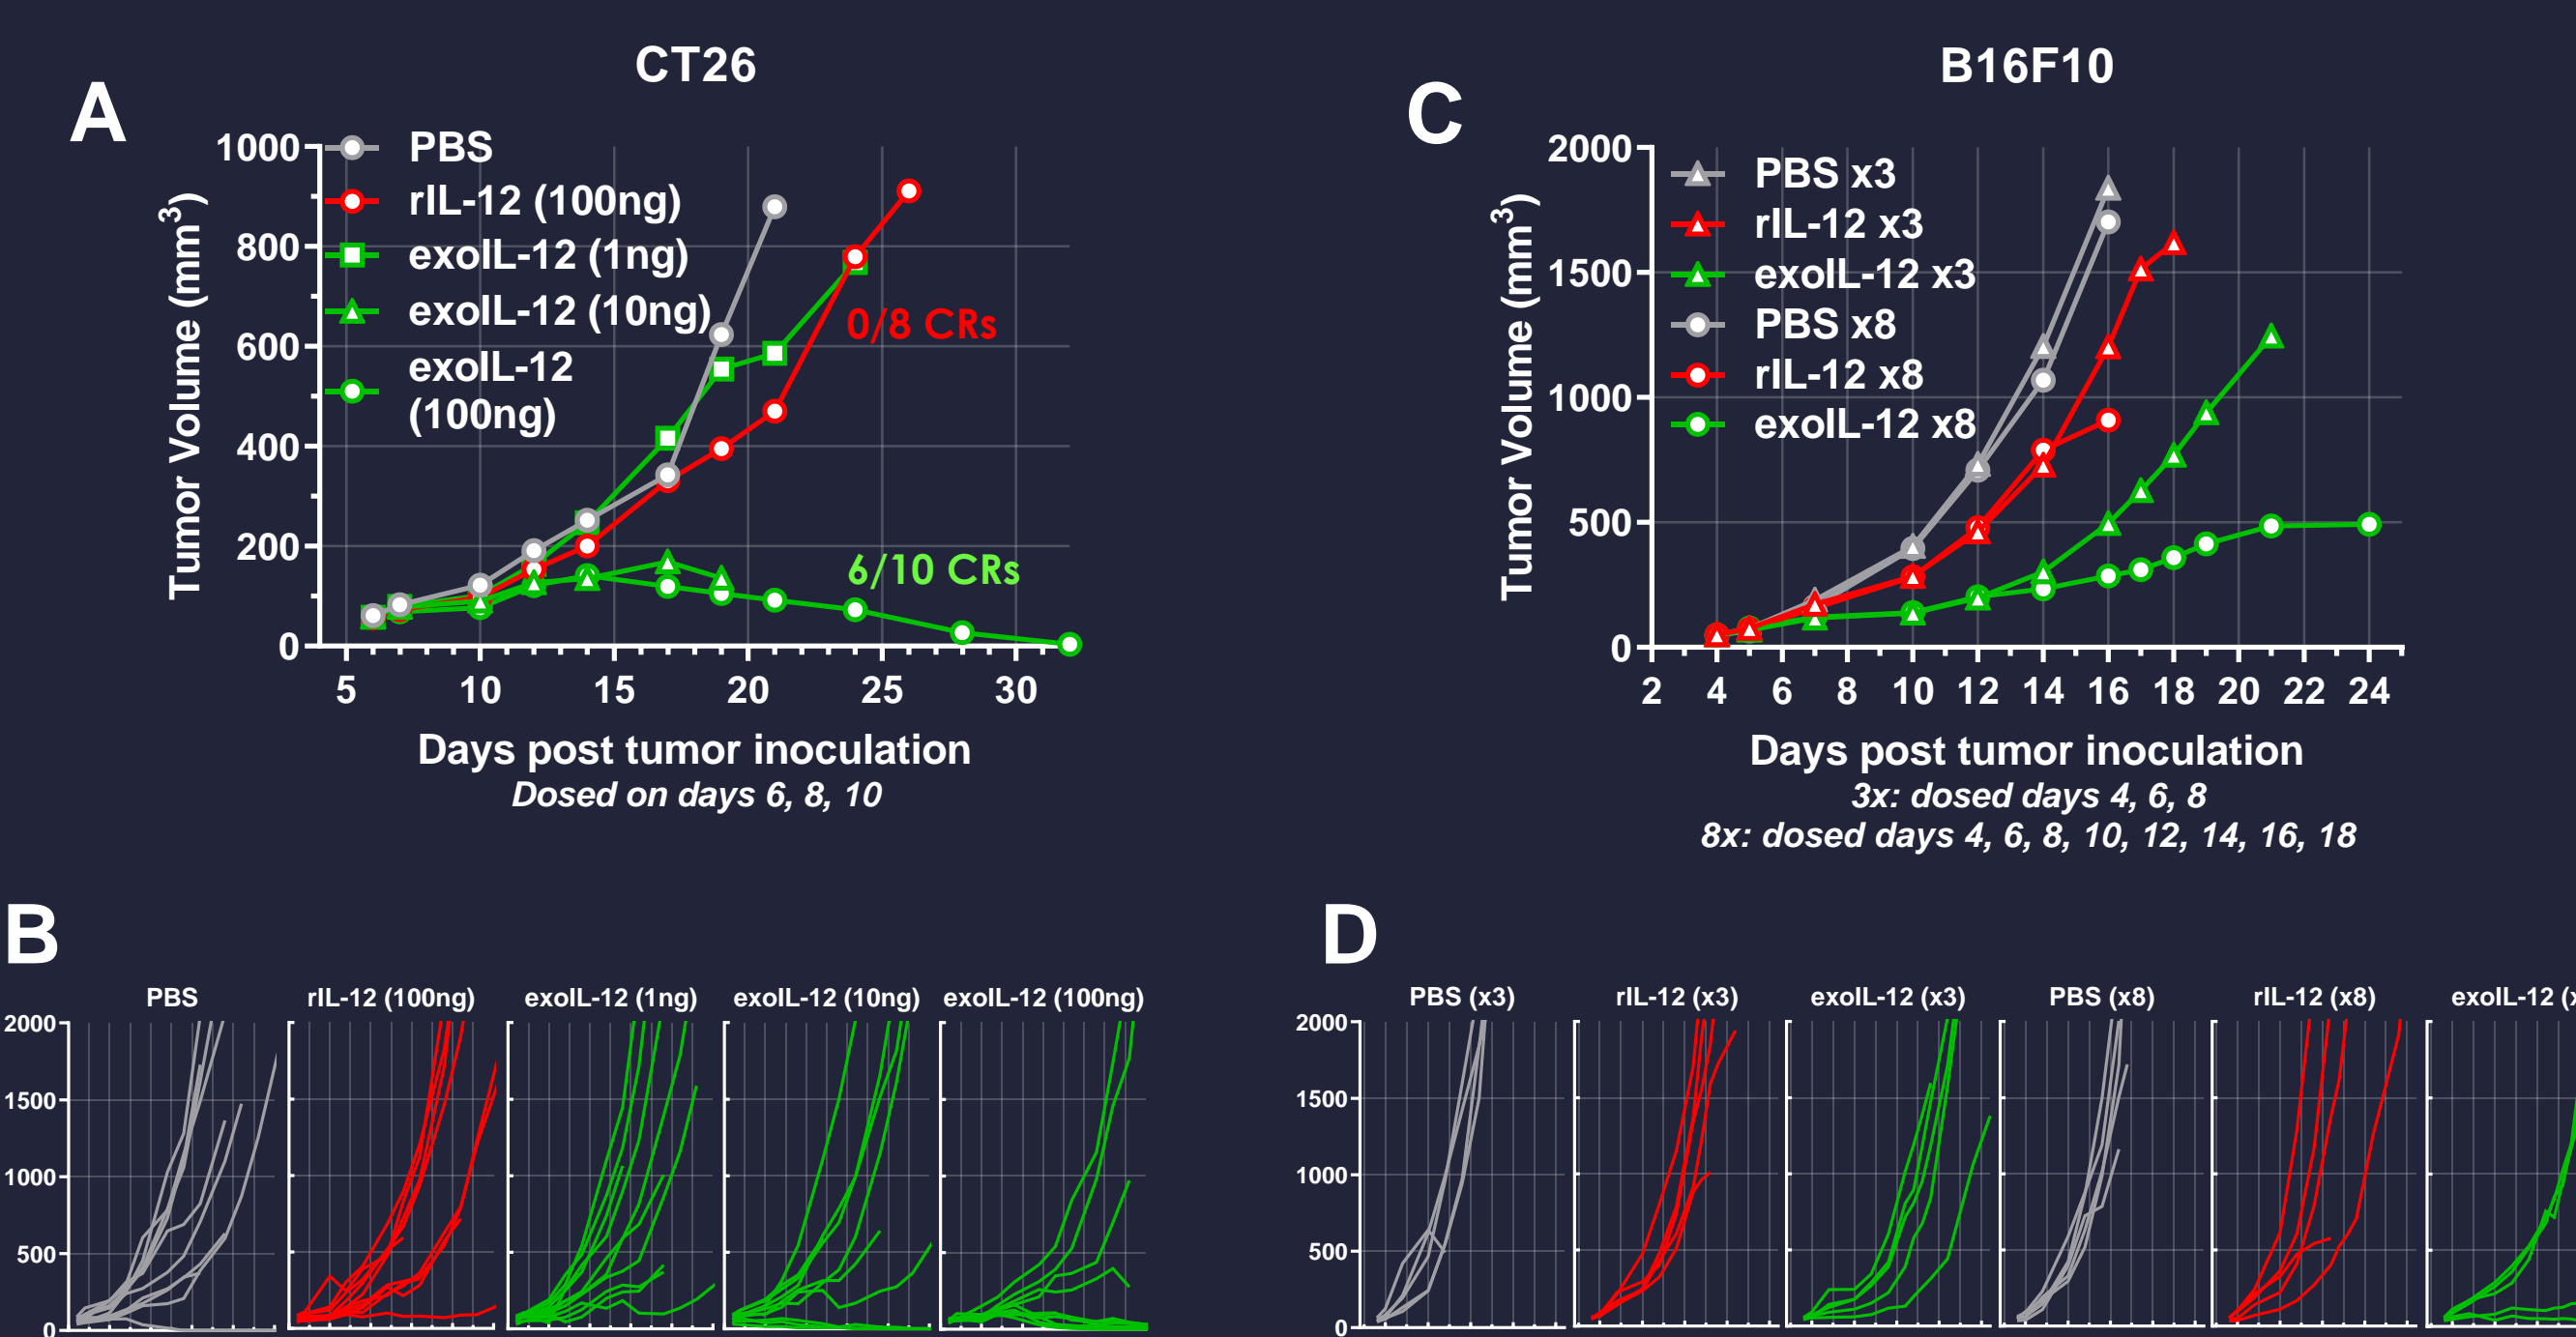 A
CT26
1000
800
600
400
200
0
Tumor Volume (mm3)
PBS
rIL-12 (100ng)
exoIL-12 (1ng)
exoIL-12 (10ng)
exoIL-12
(100ng)
0/8 CRs
6/10 CRs
5 10 15 20 25 30
Days post tumor inoculation
Dosed on days 6, 8, 10
C
B16F10
2000
1500
1000
500
0
Tumor Volume (mm3)
PBS x3
rIL-12 x3
exoIL-12 x3
PBS x8
rIL-12 x8
exoIL-12 x8
2 4 6 8 10 12 14 16 18 20 22 24
Days post tumor inoculation
3x: dosed days 4, 6, 8
8x: dosed days 4, 6, 8, 10, 12, 14, 16, 18
B
PBS rIL-12 (100ng) exoIL-12 (1ng) exoIL-12 (10ng) exoIL-12 (100ng)
2000
1500
1000
500
0
D
PBS (x3) rIL-12 (x3) exoIL-12 (x3) PBS (x8) rIL-12 (x8) exoIL-12
2000
1500
1000
500
0